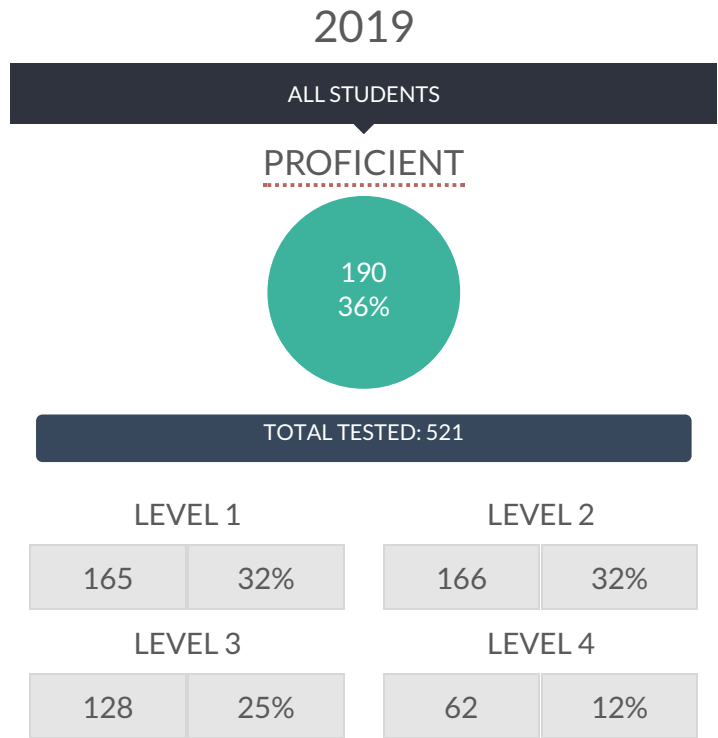 2019
ALL STUDENTS
PROFICIENT
190
36%
TOTAL TESTED: 521
LEVEL 1 LEVEL 2
165 32% 166 32%
LEVEL 3 LEVEL 4
128 25% 62 12%